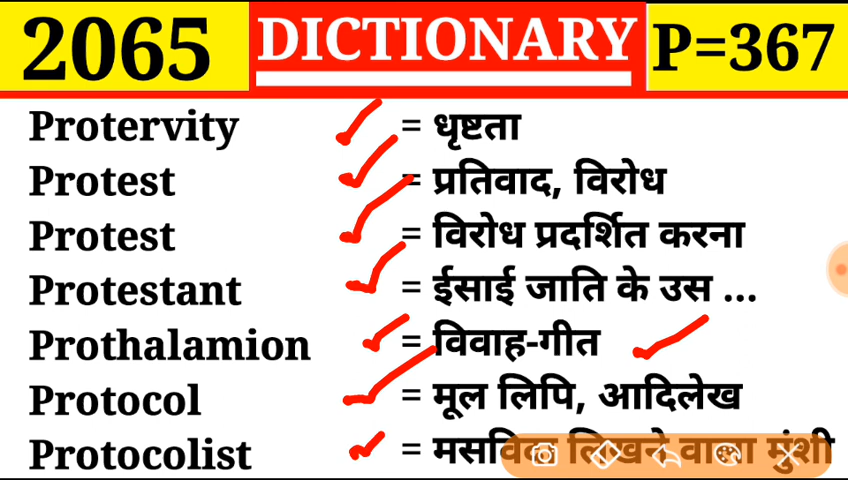 2065 DICTIONARY P=367
Protervity = धृष्टता
Protest = प्रतिवाद, विरोध
Protest = विरोध प्रदर्शित करना
Protestant = ईसाई जाति के उस ...
Prothalamion = विवाह-गीत
Protocol = मूल लिपि, आदिलेख
Protocolist = मसविदा लिखने वाला मुंशी